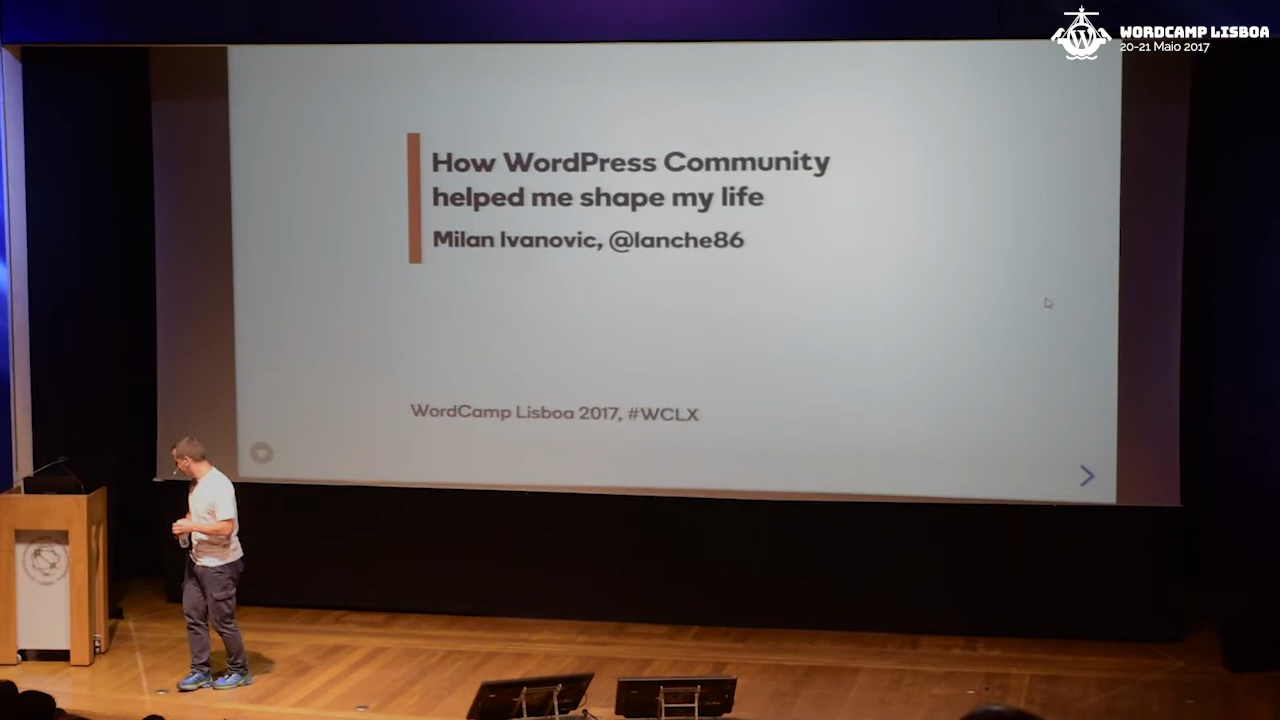 WORDCAMP LISBOA
20-21 Maio 2017
How WordPress Community
helped me shape my life
Milan Ivanovic, @lanche86
WordCamp Lisboa 2017, #WCLX